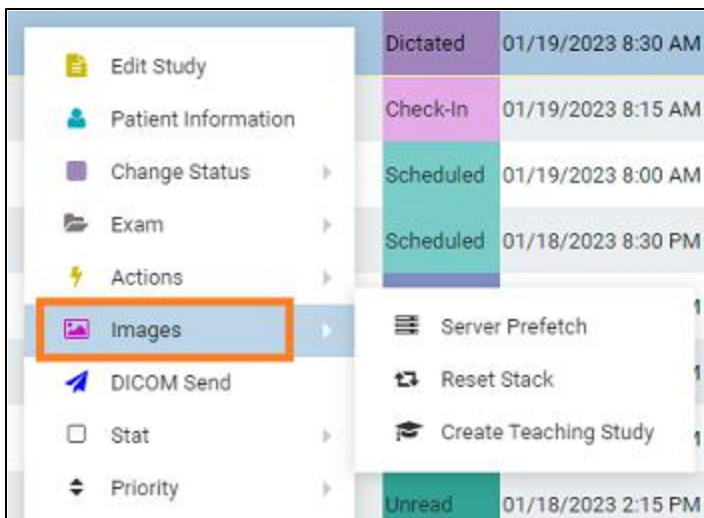 Edit Study
Patient Information
Change Status
Exam
Actions
Images
DICOM Send
Stat
Priority
Server Prefetch
Reset Stack
Create Teaching Study
Dictated 01/19/2023 8:30 AM
Check-In 01/19/2023 8:15 AM
Scheduled 01/19/2023 8:00 AM
Scheduled 01/18/2023 8:30 PM
Unread 01/18/2023 2:15 PM